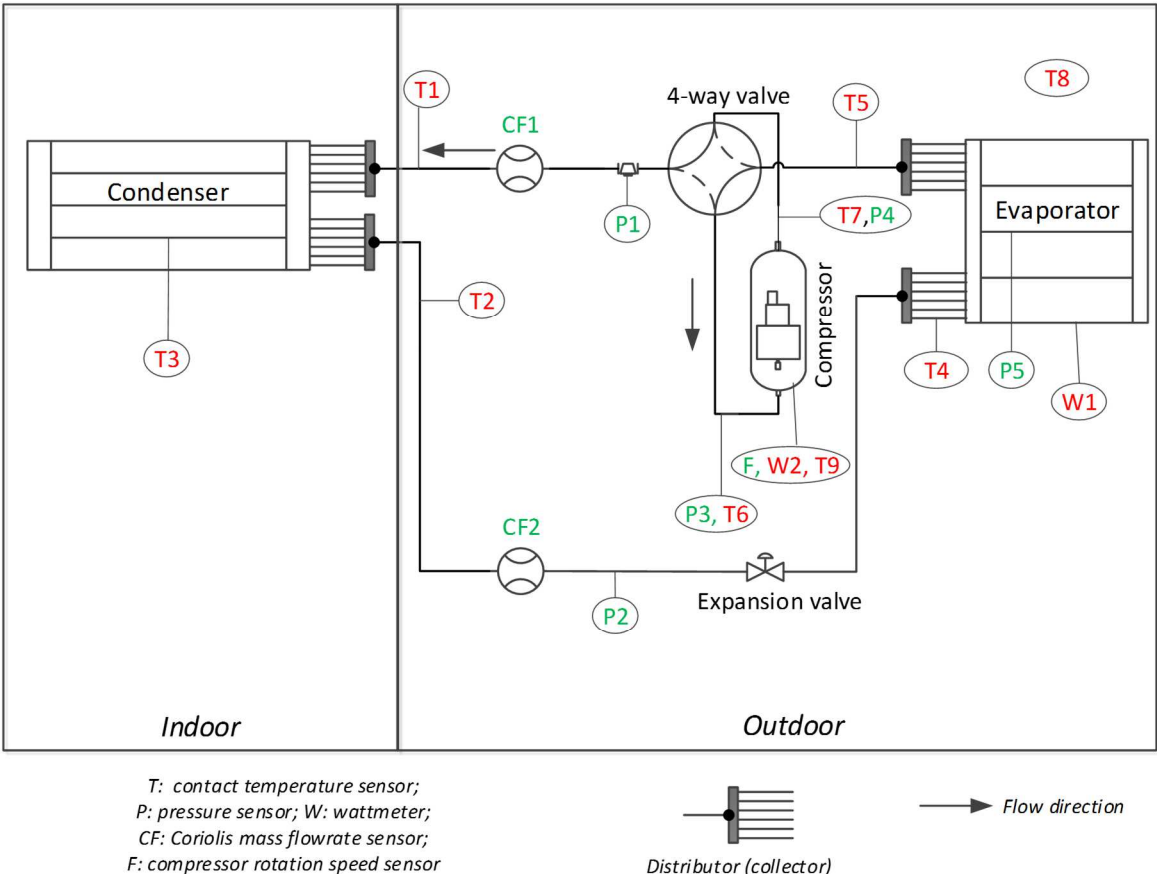 T8
T1
4-way valve
T5
CF1
Condenser
Evaporator
P1
T7,P4
T2
Compressor
T3
T4
P5
W1
F, W2, T9
P3, T6
CF2
Expansion valve
P2
Indoor
Outdoor
T: contact temperature sensor;
P: pressure sensor; W: wattmeter;
CF: Coriolis mass flowrate sensor;
F: compressor rotation speed sensor
Distributor (collector)
Flow direction